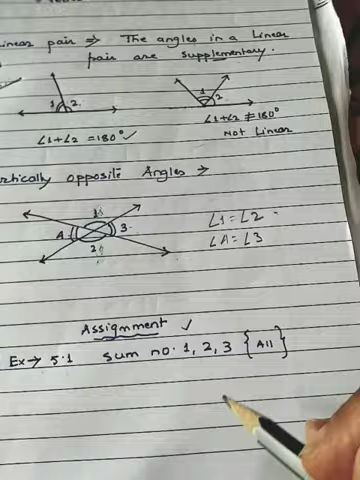 Linear pair ⇒ The angles in a Linear
pair are supplementary.
1 2
∠1+∠2 = 180° ✓
1 2
∠1+∠2 ≠ 180°
Not Linear
Vertically opposite Angles ⇒
1
A 3
2
∠1 = ∠2
∠A = ∠3
Assignment ✓
Ex → 5.1 Sum no. 1, 2, 3 {All}